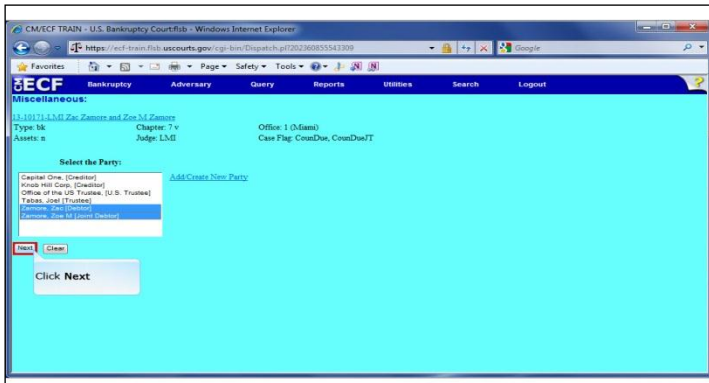 CM/ECF TRAIN - U.S. Bankruptcy Court:flsb - Windows Internet Explorer
https://ecf-train.flsb.uscourts.gov/cgi-bin/Dispatch.pl?202360855543309
Google
Favorites Page Safety Tools
ECF Bankruptcy Adversary Query Reports Utilities Search Logout
Miscellaneous:
13-10171-LMI Zac Zamore and Zoe M Zamore
Type: bk Chapter: 7 v Office: 1 (Miami)
Assets: n Judge: LMI Case Flag: CounDue, CounDueJT
Select the Party:
Capital One, [Creditor] Add/Create New Party
Knob Hill Corp, [Creditor]
Office of the US Trustee, [U.S. Trustee]
Tabas, Joel [Trustee]
Zamore, Zac [Debtor]
Zamore, Zoe M [Joint Debtor]
Next Clear
Click Next